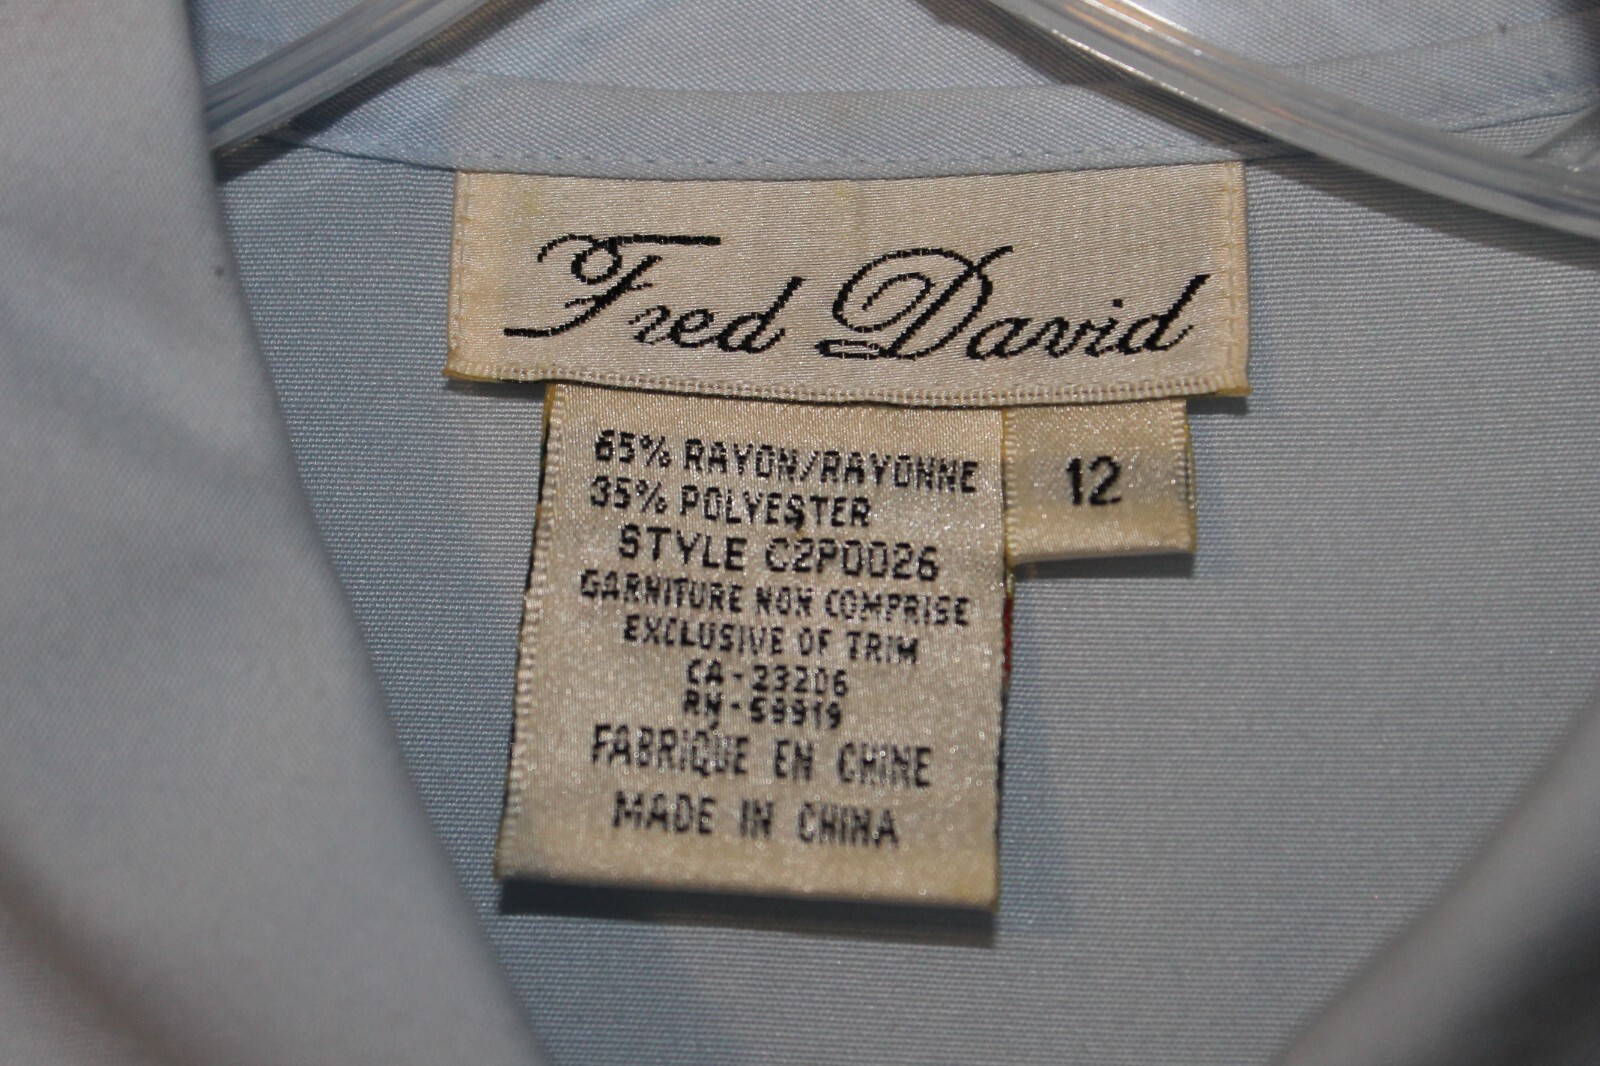 Fred David
65% RAYON/RAYONNE
35% POLYESTER
STYLE C2P0026
GARNITURE NON COMPRISE
EXCLUSIVE OF TRIM
CA - 23206
RN - 59919
FABRIQUE EN CHINE
MADE IN CHINA
12